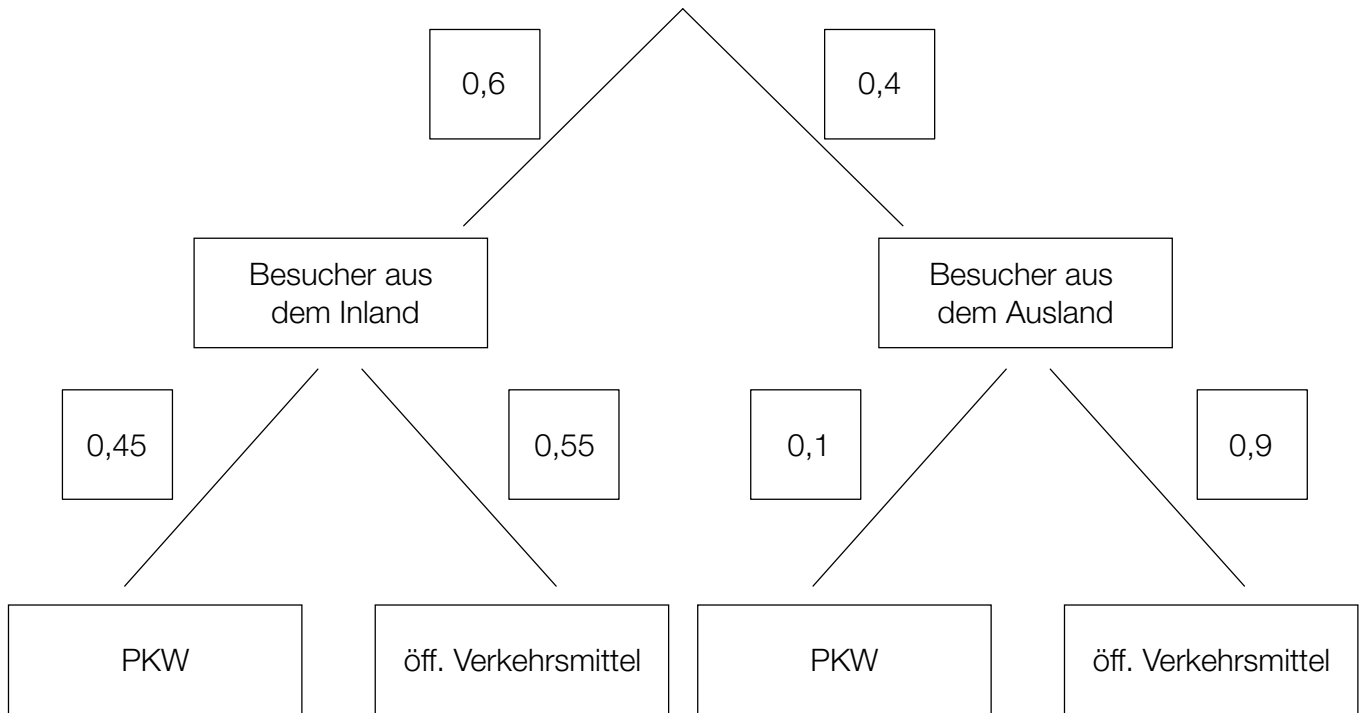 0,6
0,4
Besucher aus
dem Inland
Besucher aus
dem Ausland
0,45
0,55
0,1
0,9
PKW
öff. Verkehrsmittel
PKW
öff. Verkehrsmittel